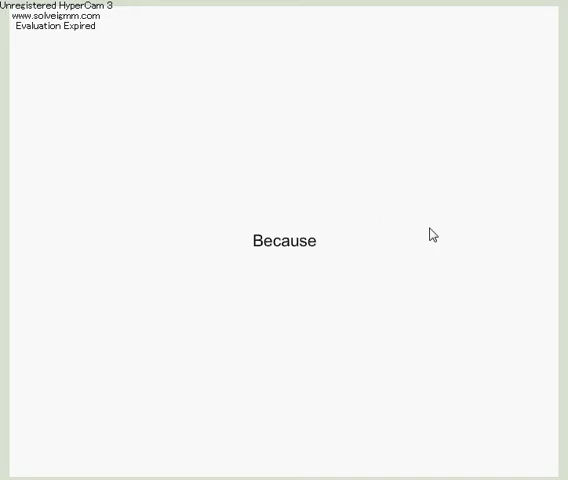 Unregistered HyperCam 3
www.solveigmm.com
Evaluation Expired
Because